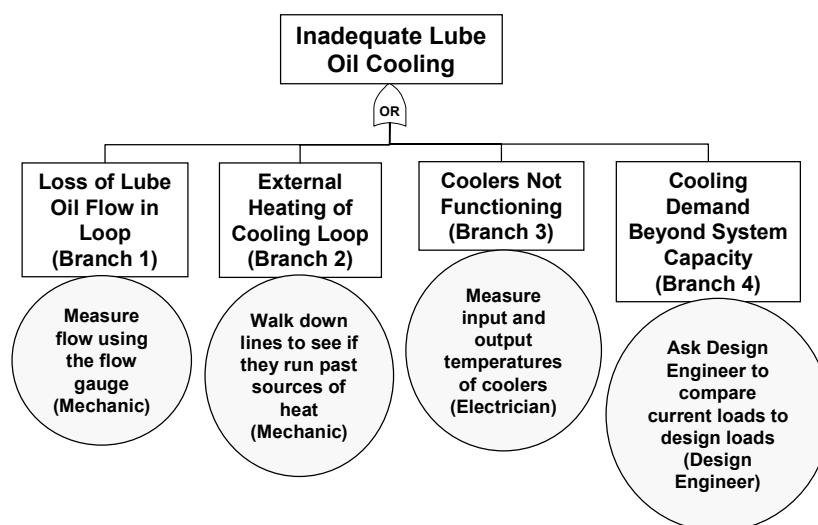 Inadequate Lube
Oil Cooling
OR
Loss of Lube
Oil Flow in
Loop
(Branch 1)
External
Heating of
Cooling Loop
(Branch 2)
Coolers Not
Functioning
(Branch 3)
Cooling
Demand
Beyond System
Capacity
(Branch 4)
Measure
flow using
the flow
gauge
(Mechanic)
Walk down
lines to see if
they run past
sources of
heat
(Mechanic)
Measure
input and
output
temperatures
of coolers
(Electrician)
Ask Design
Engineer to
compare
current loads to
design loads
(Design
Engineer)